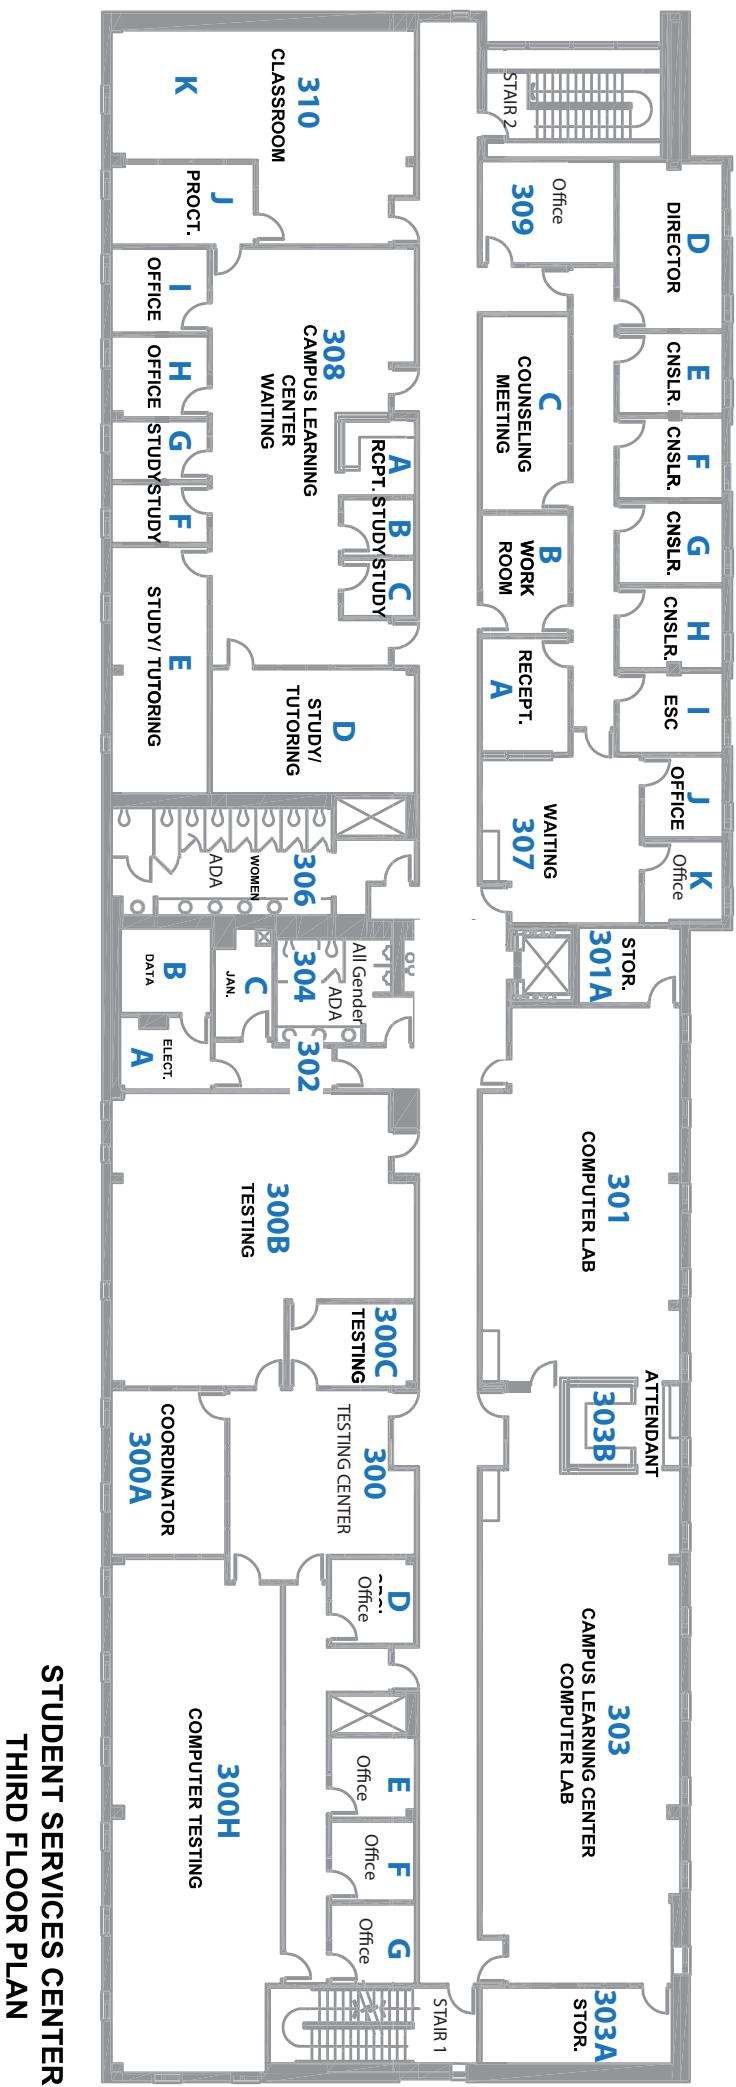 310
CLASSROOM
K
J
PROCT.
I
OFFICE
H
OFFICE
G
STUDY
F
STUDY
308
CAMPUS LEARNING
CENTER
WAITING
A
RCPT.
B
STUDY
C
STUDY
E
STUDY/ TUTORING
D
STUDY/
TUTORING
STAIR 2
Office
309
D
DIRECTOR
E
CNSLR.
F
CNSLR.
G
CNSLR.
H
CNSLR.
I
ESC
J
OFFICE
K
Office
C
COUNSELING
MEETING
B
WORK
ROOM
RECEPT.
A
WAITING
307
306
WOMEN
ADA
B
DATA
C
JAN.
ELECT.
A
All Gender
304
ADA
302
STOR.
301A
301
COMPUTER LAB
300B
TESTING
300C
TESTING
ATTENDANT
303B
COORDINATOR
300A
300
TESTING CENTER
D
Office
E
Office
F
Office
G
Office
300H
COMPUTER TESTING
303
CAMPUS LEARNING CENTER
COMPUTER LAB
303A
STOR.
STAIR 1
STUDENT SERVICES CENTER
THIRD FLOOR PLAN